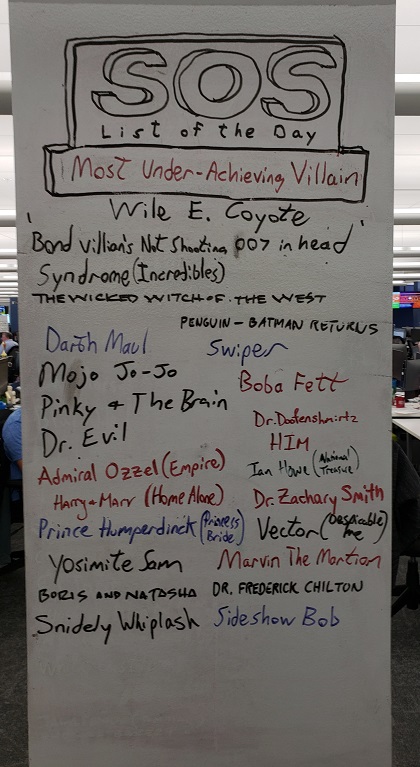 SOS
List of the Day
Most Under-Achieving Villain
Wile E. Coyote
'Bond Villian's Not Shooting 007 in head'
Syndrome (Incredibles)
THE WICKED WITCH OF THE WEST
PENGUIN - BATMAN RETURNS
Darth Maul
Swiper
Mojo Jo-Jo
Boba Fett
Pinky + The Brain
Dr. Doofenshmirtz
Dr. Evil
HIM
Admiral Ozzel (Empire)
Ian Howe (National Treasure)
Harry + Marv (Home Alone)
Dr. Zachary Smith
Prince Humperdinck (Princess Bride)
Vector (Despicable Me)
Yosimite Sam
Marvin The Martian
BORIS AND NATASHA
DR. FREDERICK CHILTON
Snidely Whiplash
Sideshow Bob